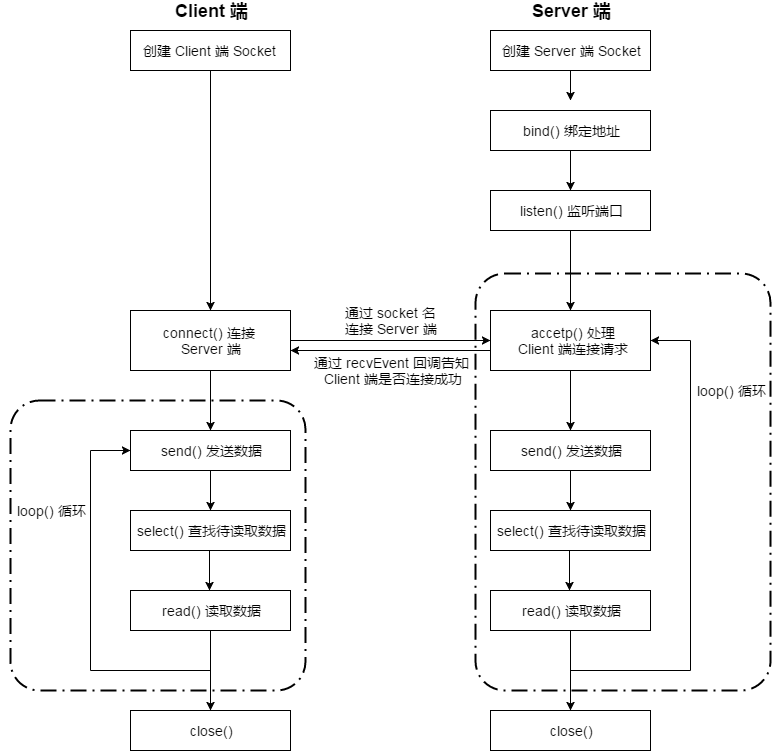 Client 端
Server 端
创建 Client 端 Socket
创建 Server 端 Socket
bind() 绑定地址
listen() 监听端口
connect() 连接
Server 端
通过 socket 名
连接 Server 端
通过 recvEvent 回调告知
Client 端是否连接成功
accetp() 处理
Client 端连接请求
loop() 循环
send() 发送数据
send() 发送数据
loop() 循环
select() 查找待读取数据
select() 查找待读取数据
read() 读取数据
read() 读取数据
close()
close()